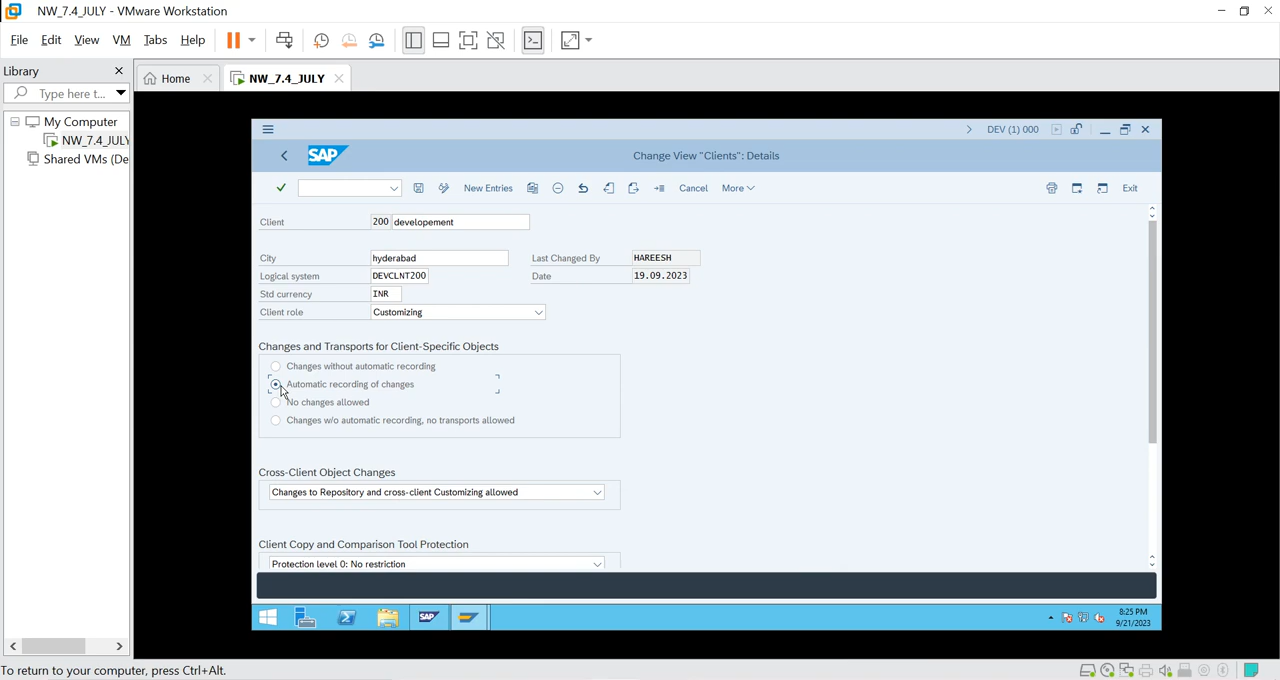 NW_7.4_JULY - VMware Workstation
File Edit View VM Tabs Help
Library
Home NW_7.4_JULY
Type here t...
My Computer
NW_7.4_JULY
Shared VMs (De
DEV (1) 000
SAP Change View "Clients": Details
New Entries Cancel More Exit
Client 200 developement
City hyderabad Last Changed By HAREESH
Logical system DEVCLNT200 Date 19.09.2023
Std currency INR
Client role Customizing
Changes and Transports for Client-Specific Objects
Changes without automatic recording
Automatic recording of changes
No changes allowed
Changes w/o automatic recording, no transports allowed
Cross-Client Object Changes
Changes to Repository and cross-client Customizing allowed
Client Copy and Comparison Tool Protection
Protection level 0: No restriction
SAP
8:25 PM
9/21/2023
To return to your computer, press Ctrl+Alt.